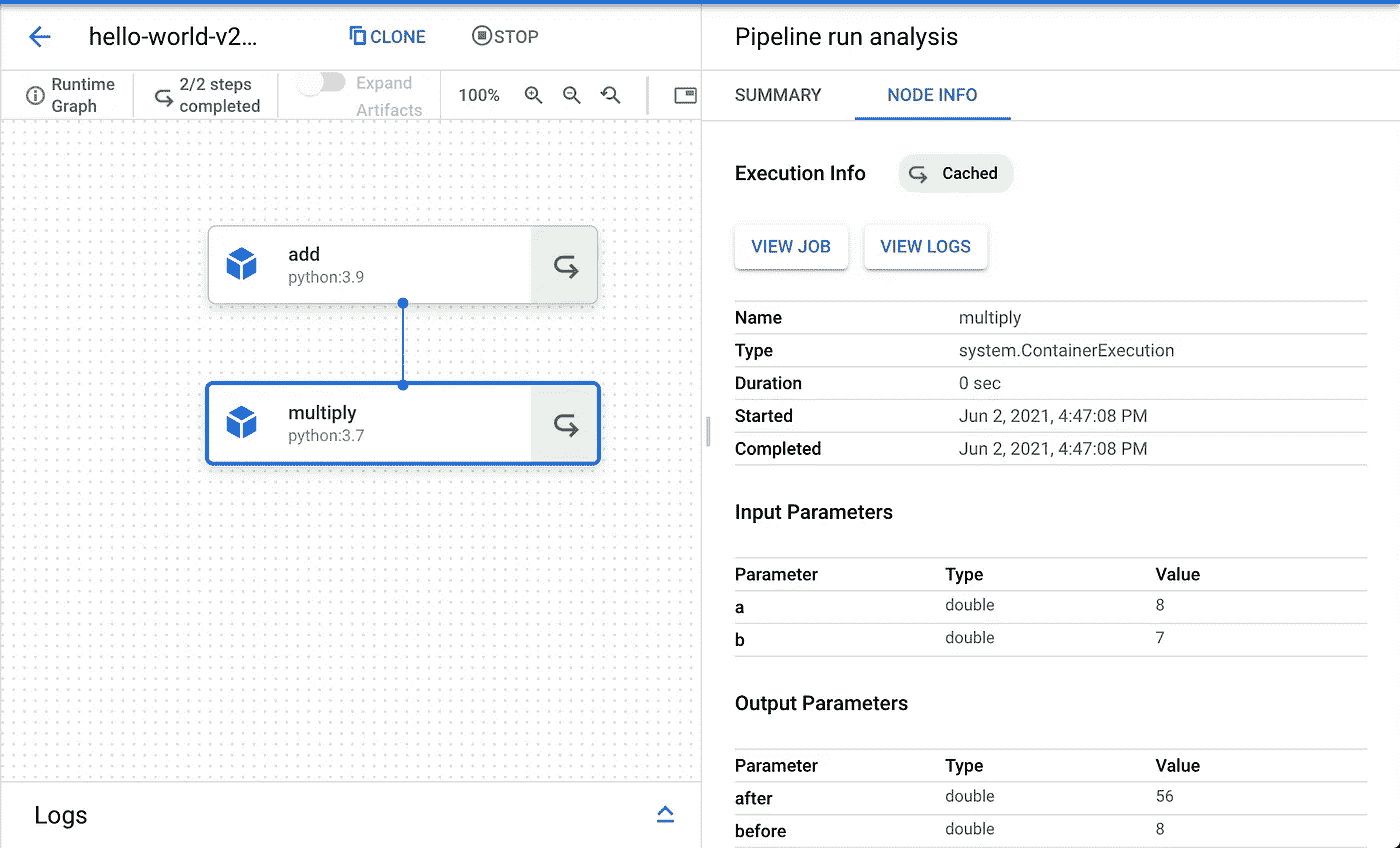 hello-world-v2...
CLONE
STOP
Runtime
Graph
2/2 steps
completed
Expand
Artifacts
100%
add
python:3.9
multiply
python:3.7
Logs
Pipeline run analysis
SUMMARY
NODE INFO
Execution Info
Cached
VIEW JOB
VIEW LOGS
Name multiply
Type system.ContainerExecution
Duration 0 sec
Started Jun 2, 2021, 4:47:08 PM
Completed Jun 2, 2021, 4:47:08 PM
Input Parameters
Parameter Type Value
a double 8
b double 7
Output Parameters
Parameter Type Value
after double 56
before double 8